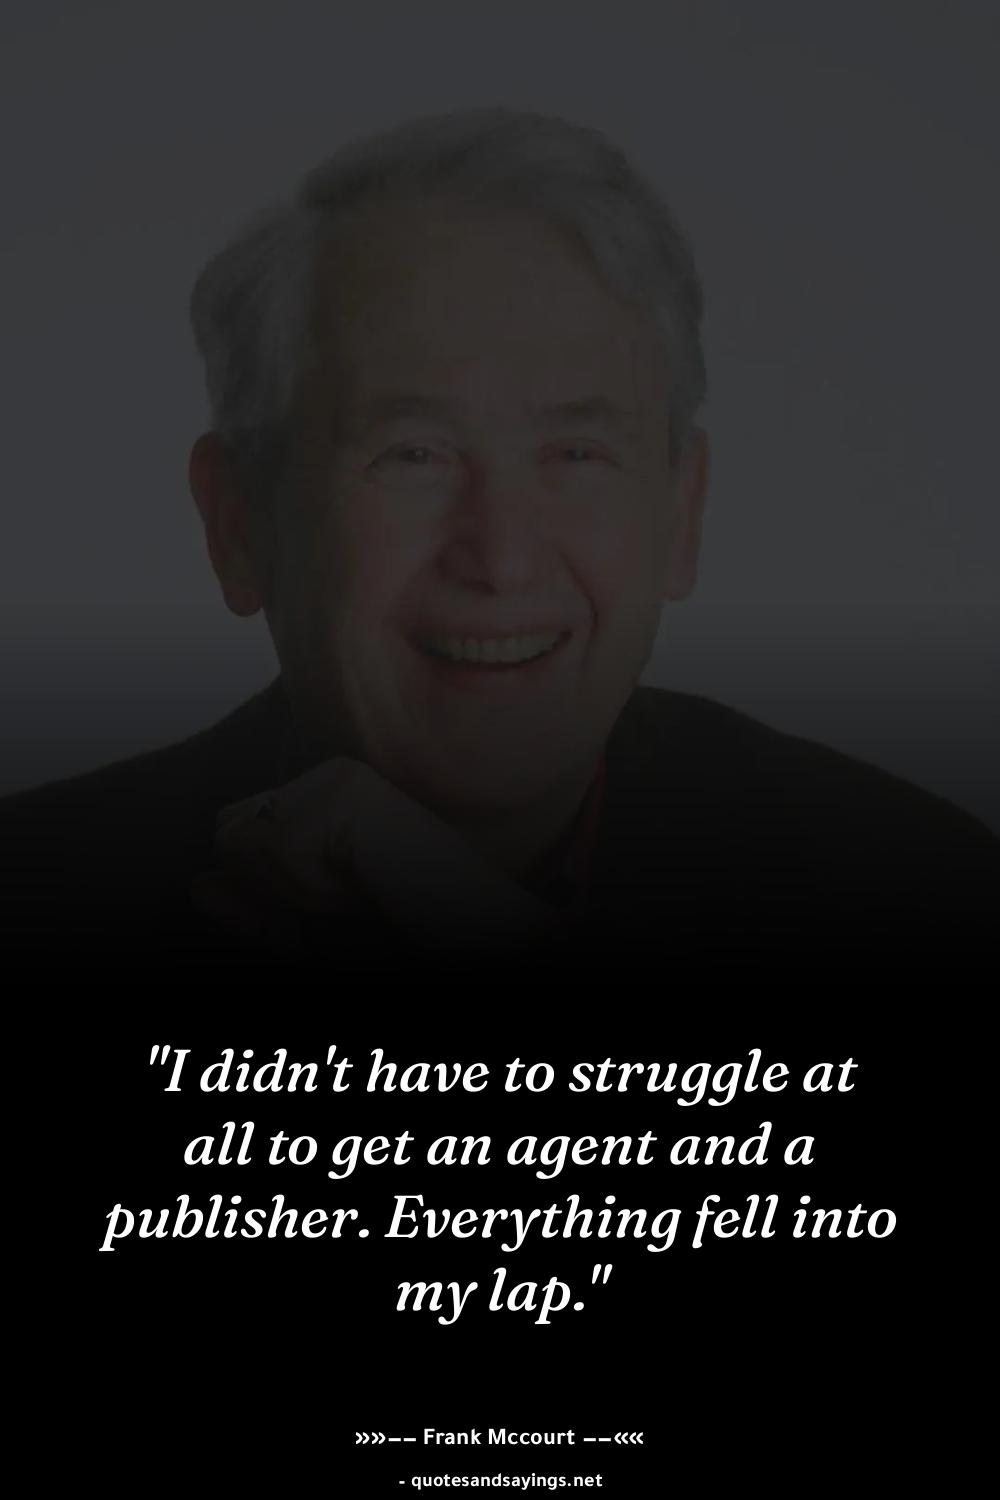 "I didn't have to struggle at
all to get an agent and a
publisher. Everything fell into
my lap."
»»−− Frank Mccourt −−««
- quotesandsayings.net